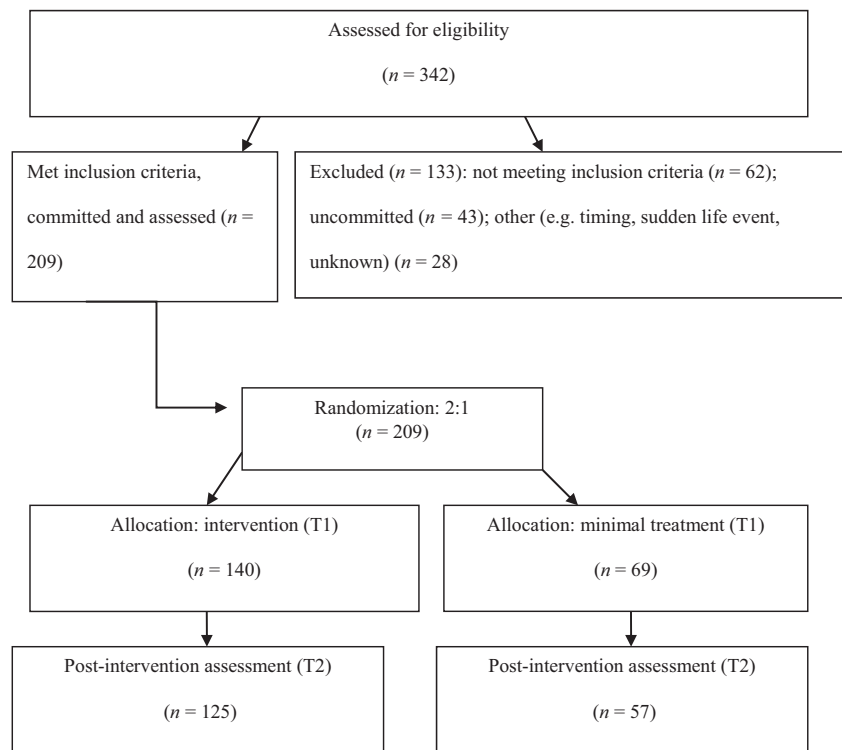 Assessed for eligibility
(n = 342)
Met inclusion criteria,
committed and assessed (n =
209)
Excluded (n = 133): not meeting inclusion criteria (n = 62);
uncommitted (n = 43); other (e.g. timing, sudden life event,
unknown) (n = 28)
Randomization: 2:1
(n = 209)
Allocation: intervention (T1)
(n = 140)
Allocation: minimal treatment (T1)
(n = 69)
Post-intervention assessment (T2)
(n = 125)
Post-intervention assessment (T2)
(n = 57)